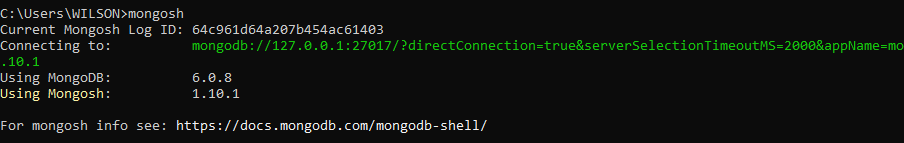 C:\Users\WILSON>mongosh
Current Mongosh Log ID: 64c961d64a207b454ac61403
Connecting to:          mongodb://127.0.0.1:27017/?directConnection=true&serverSelectionTimeoutMS=2000&appName=mo
.10.1
Using MongoDB:          6.0.8
Using Mongosh:          1.10.1
For mongosh info see: https://docs.mongodb.com/mongodb-shell/